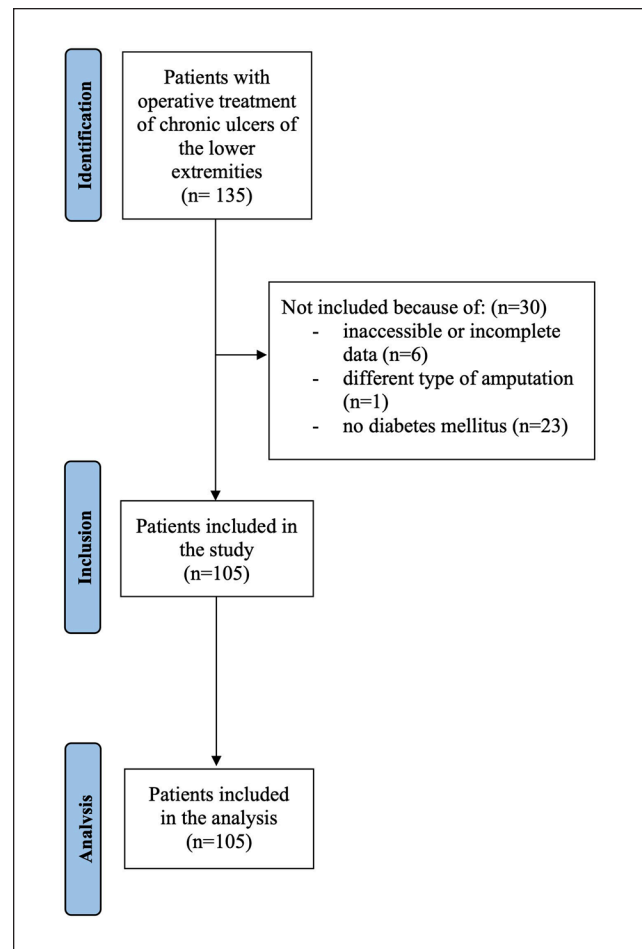 Identification
Patients with
operative treatment
of chronic ulcers of
the lower
extremities
(n= 135)
Not included because of: (n=30)
- inaccessible or incomplete
data (n=6)
- different type of amputation
(n=1)
- no diabetes mellitus (n=23)
Inclusion
Patients included in
the study
(n=105)
Analysis
Patients included
in the analysis
(n=105)